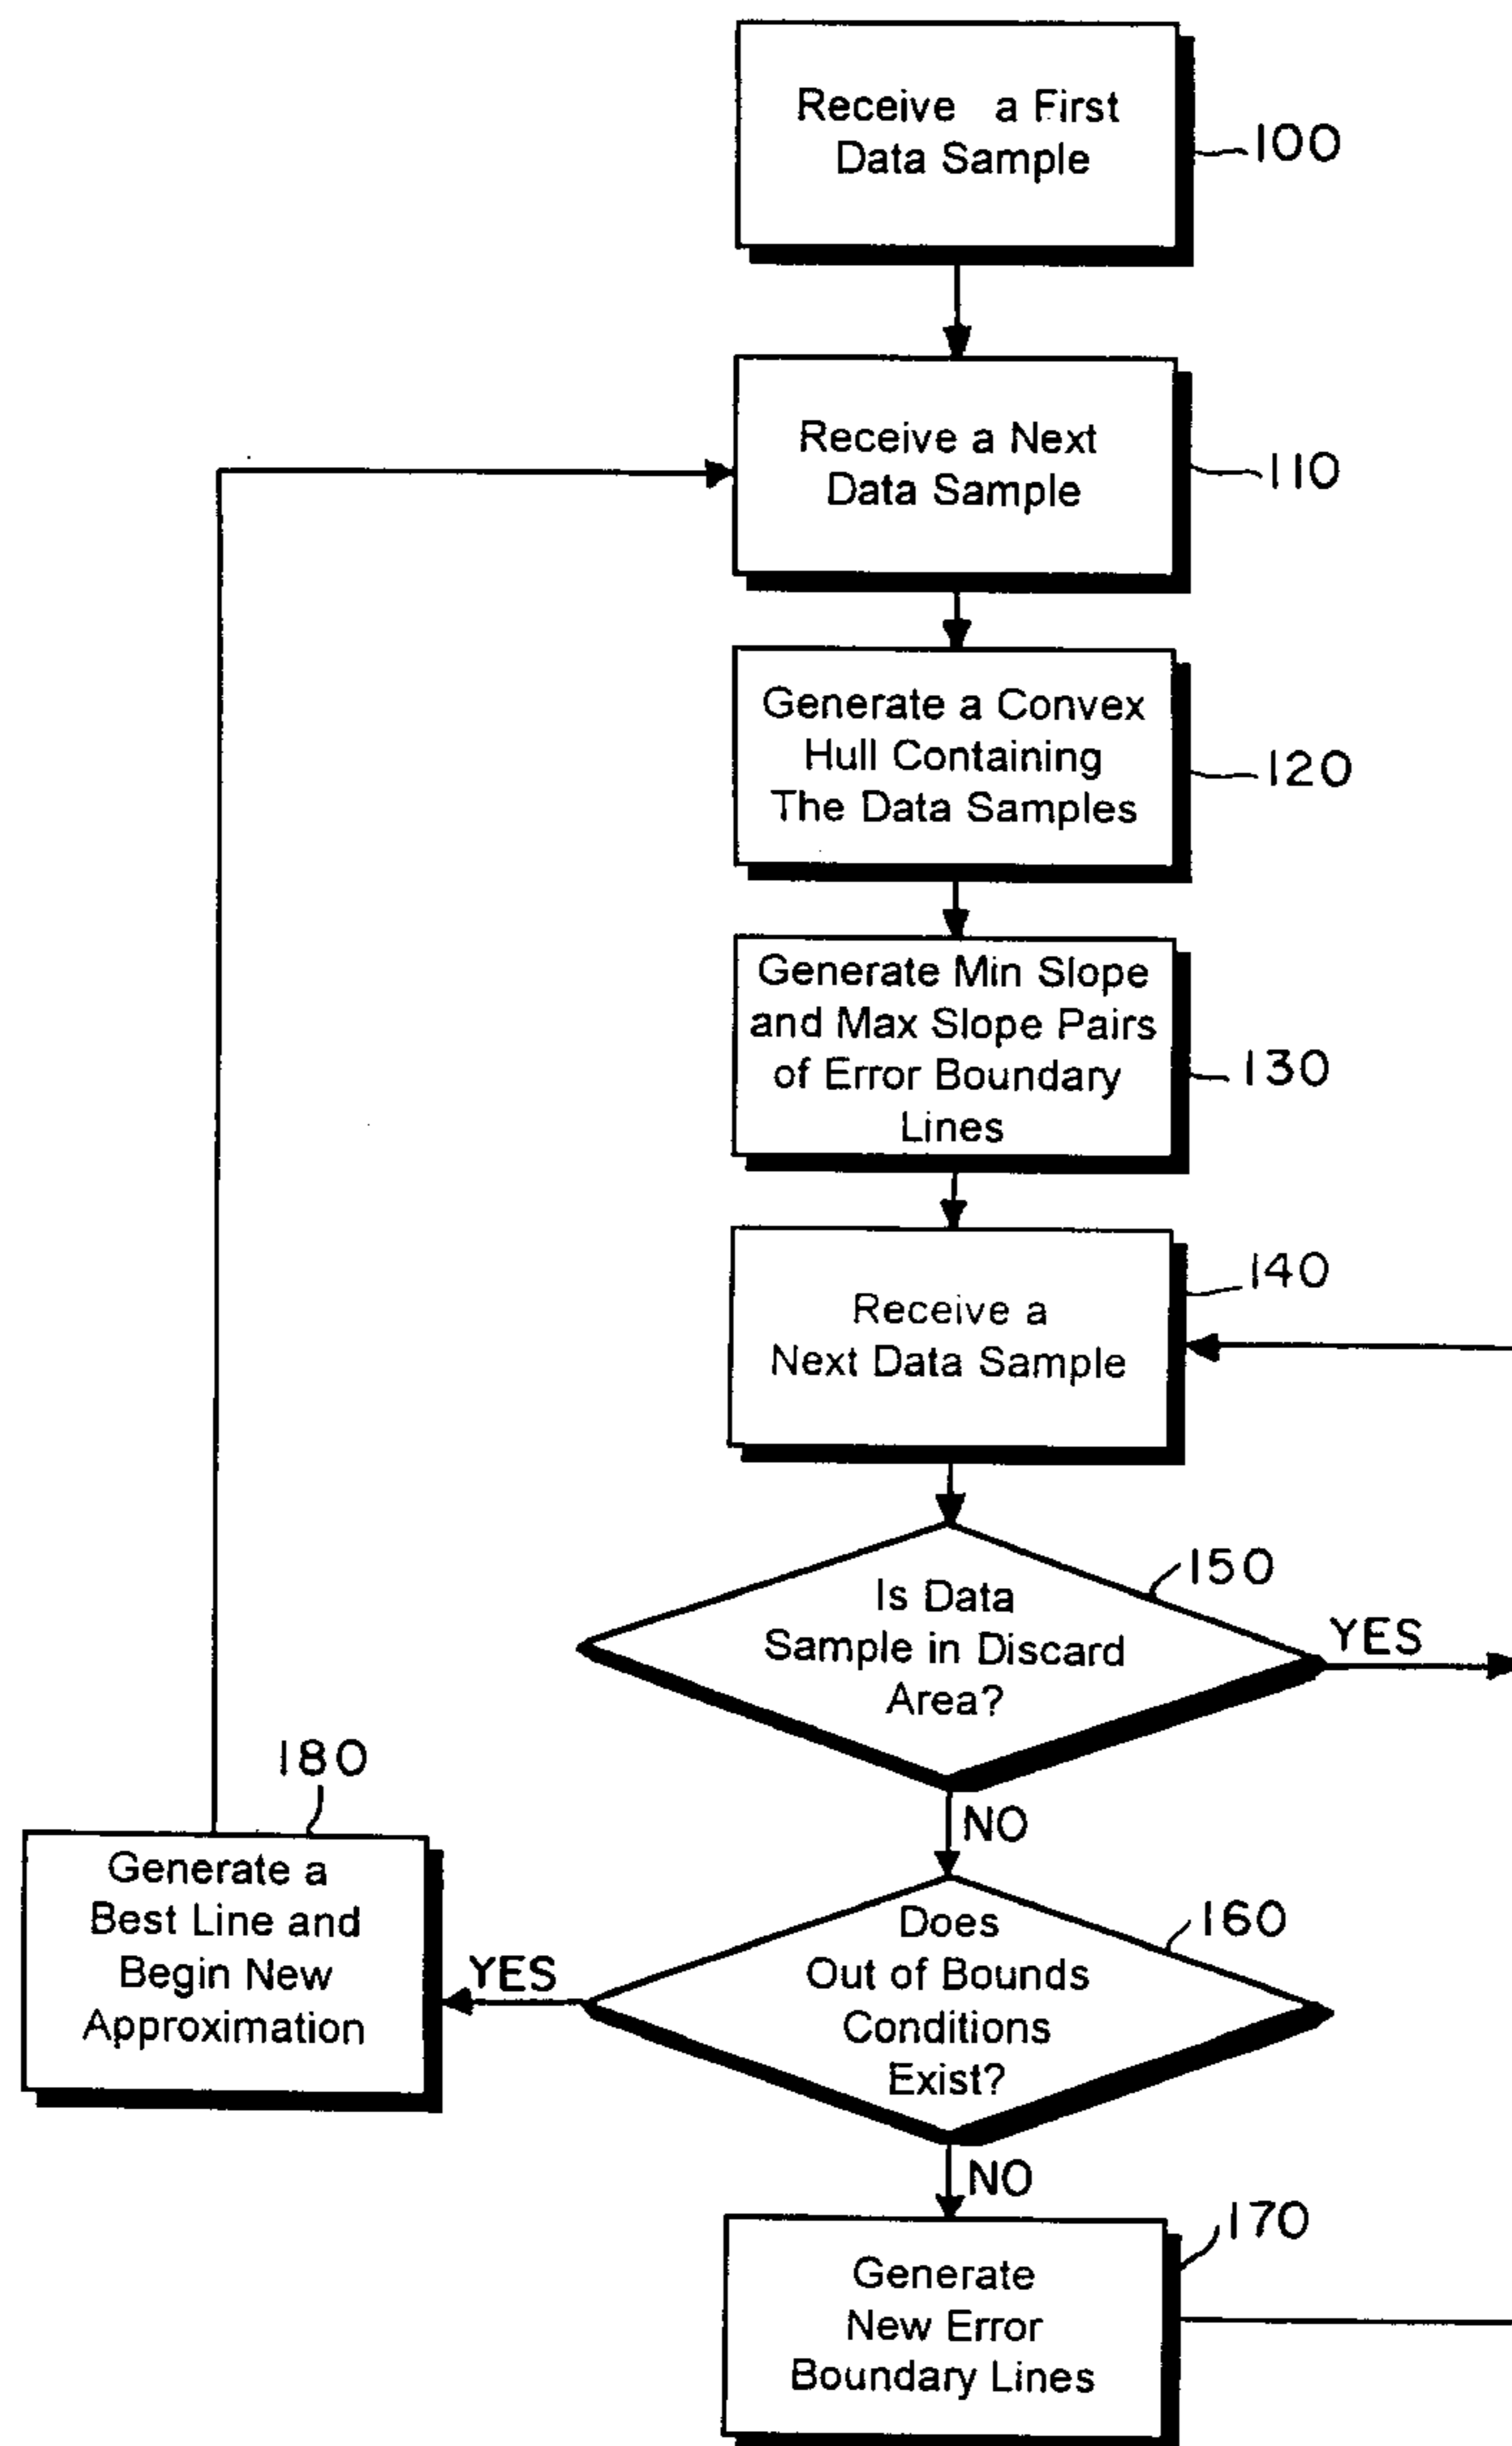 Receive a First
Data Sample
100
Receive a Next
Data Sample
110
Generate a Convex
Hull Containing
The Data Samples
120
Generate Min Slope
and Max Slope Pairs
of Error Boundary
Lines
130
Receive a
Next Data Sample
140
Is Data
Sample in Discard
Area?
150
YES
NO
Does
Out of Bounds
Conditions
Exist?
160
YES
180
Generate a
Best Line and
Begin New
Approximation
NO
Generate
New Error
Boundary Lines
170